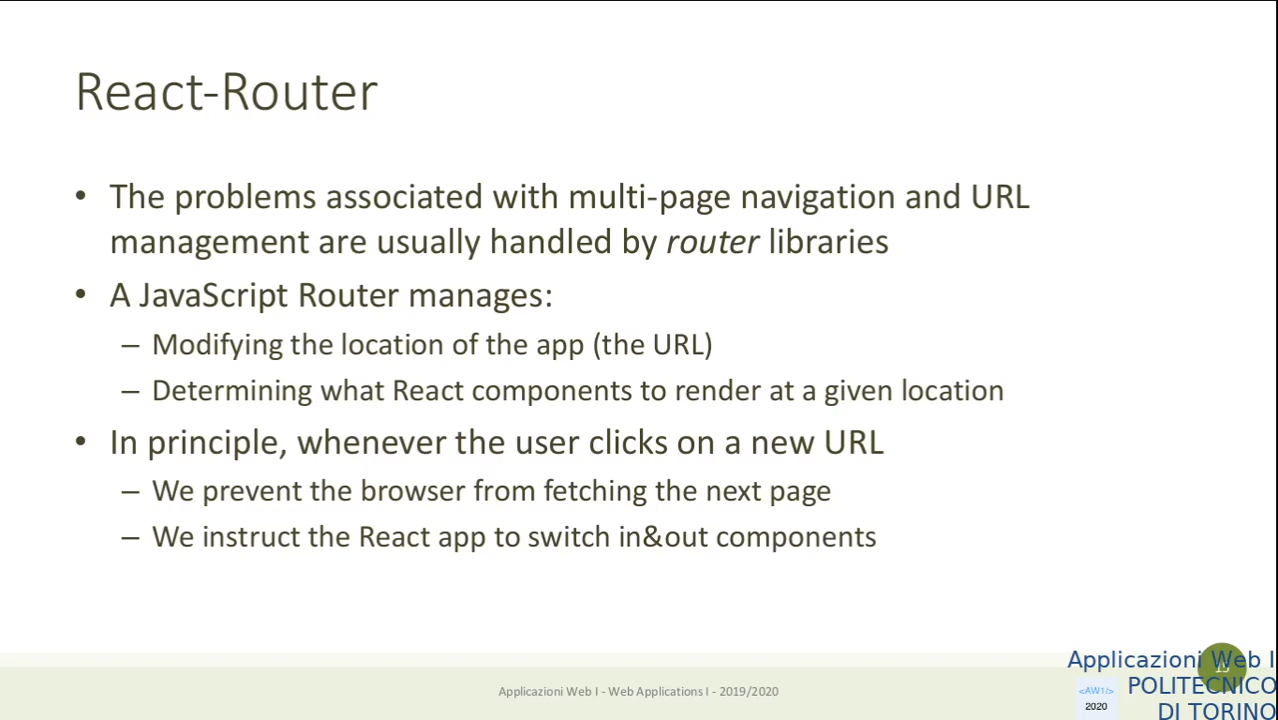 React-Router
• The problems associated with multi-page navigation and URL
management are usually handled by router libraries
• A JavaScript Router manages:
– Modifying the location of the app (the URL)
– Determining what React components to render at a given location
• In principle, whenever the user clicks on a new URL
– We prevent the browser from fetching the next page
– We instruct the React app to switch in&out components
Applicazioni Web I - Web Applications I - 2019/2020
Applicazioni Web I
POLITECNICO
DI TORINO
<AW1/>
2020